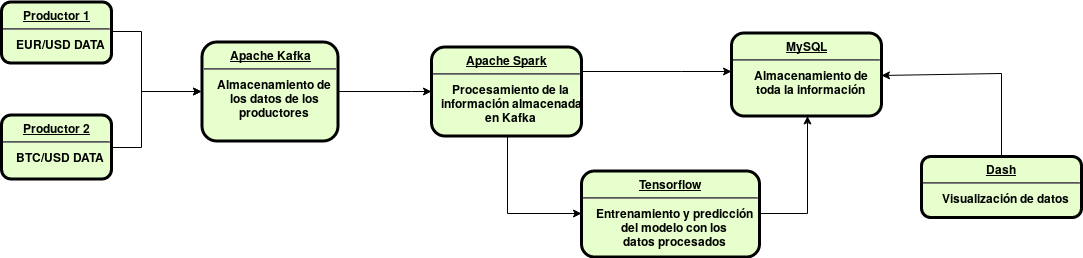 Productor 1
EUR/USD DATA
Productor 2
BTC/USD DATA
Apache Kafka
Almacenamiento de
los datos de los
productores
Apache Spark
Procesamiento de la
información almacenada
en Kafka
Tensorflow
Entrenamiento y predicción
del modelo con los
datos procesados
MySQL
Almacenamiento de
toda la información
Dash
Visualización de datos